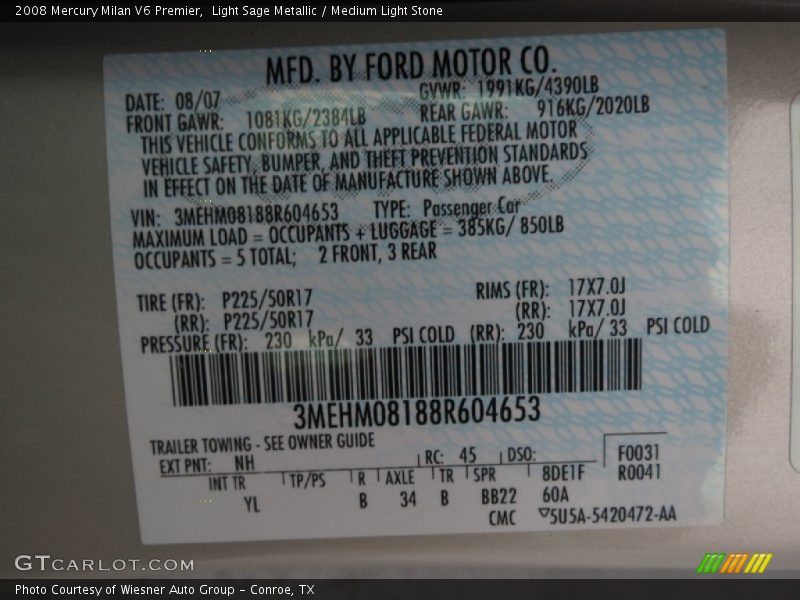 2008 Mercury Milan V6 Premier,  Light Sage Metallic / Medium Light Stone
MFD. BY FORD MOTOR CO.
DATE: 08/07 GVWR: 1991KG/4390LB
FRONT GAWR: 1081KG/2384LB REAR GAWR: 916KG/2020LB
THIS VEHICLE CONFORMS TO ALL APPLICABLE FEDERAL MOTOR
VEHICLE SAFETY, BUMPER, AND THEFT PREVENTION STANDARDS
IN EFFECT ON THE DATE OF MANUFACTURE SHOWN ABOVE.
VIN: 3MEHM08188R604653 TYPE: Passenger Car
MAXIMUM LOAD = OCCUPANTS + LUGGAGE = 385KG/ 850LB
OCCUPANTS = 5 TOTAL; 2 FRONT, 3 REAR
TIRE (FR): P225/50R17 RIMS (FR): 17X7.0J
(RR): P225/50R17 (RR): 17X7.0J
PRESSURE (FR): 230 kPa/ 33 PSI COLD (RR): 230 kPa/ 33 PSI COLD
3MEHM08188R604653
TRAILER TOWING - SEE OWNER GUIDE
EXT PNT: NH RC: 45 DSO: F0031
INT TR TP/PS R AXLE TR SPR 8DE1F R0041
YL B 34 B BB22 60A
CMC ▽5U5A-5420472-AA
GTCARLOT.COM
Photo Courtesy of Wiesner Auto Group - Conroe, TX